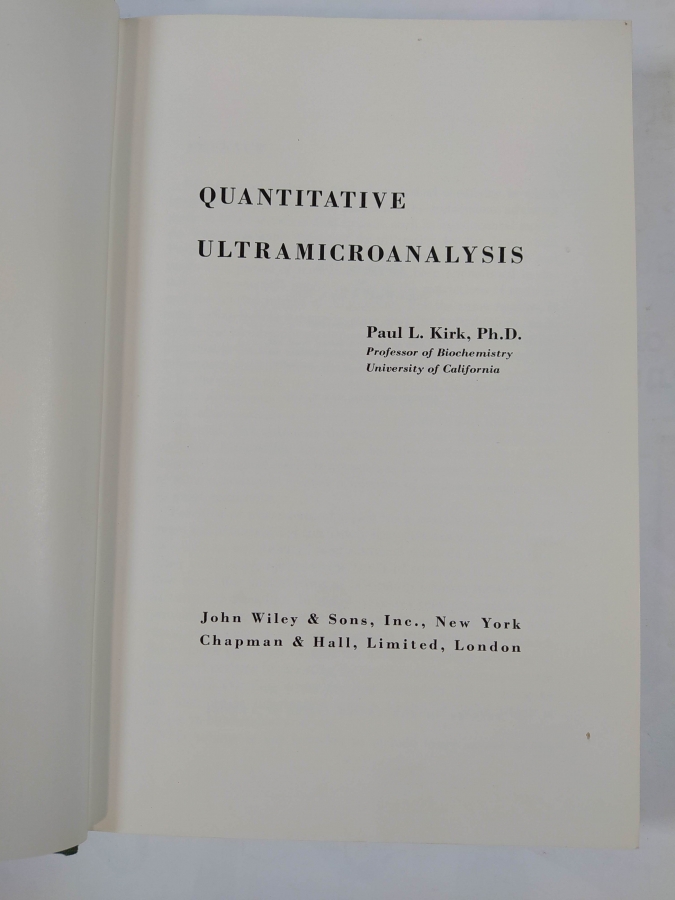 QUANTITATIVE
ULTRAMICROANALYSIS
Paul L. Kirk, Ph.D.
Professor of Biochemistry
University of California
John Wiley & Sons, Inc., New York
Chapman & Hall, Limited, London